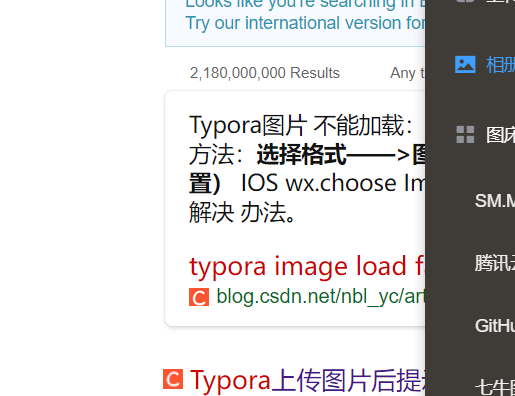 Looks like you're searching in
Try our international version for
2,180,000,000 Results
Any t
Typora图片 不能加载：
方法：选择格式——>图
置） IOS wx.choose Im
解决 办法。
typora image load fa
blog.csdn.net/nbl_yc/art
Typora上传图片后提示
相册
图床
SM.M
腾讯云
GitHu
七牛图